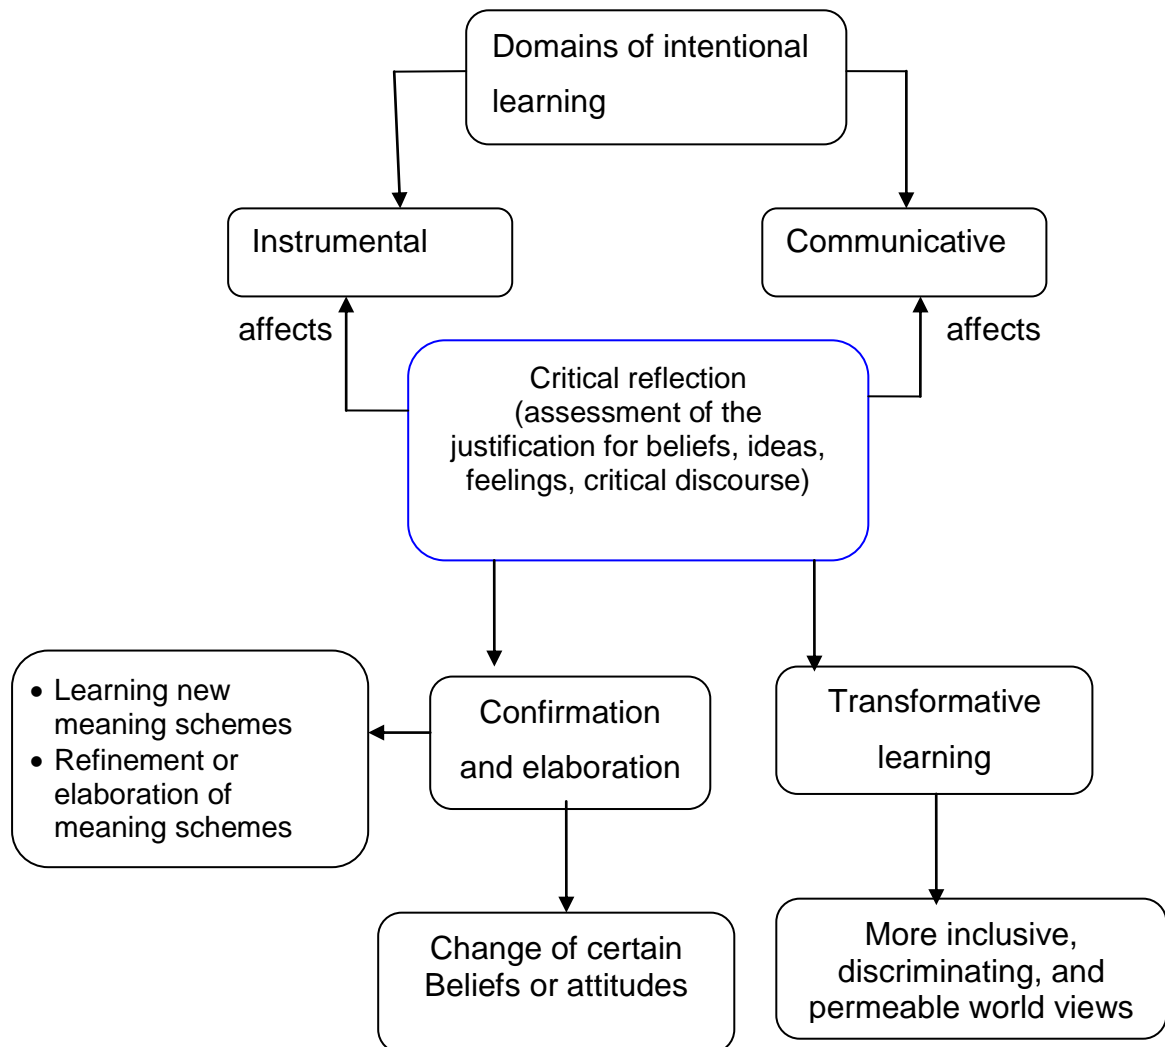 Domains of intentional
learning
Instrumental
Communicative
affects
affects
Critical reflection
(assessment of the
justification for beliefs, ideas,
feelings, critical discourse)
• Learning new
meaning schemes
• Refinement or
elaboration of
meaning schemes
Confirmation
and elaboration
Transformative
learning
Change of certain
Beliefs or attitudes
More inclusive,
discriminating, and
permeable world views